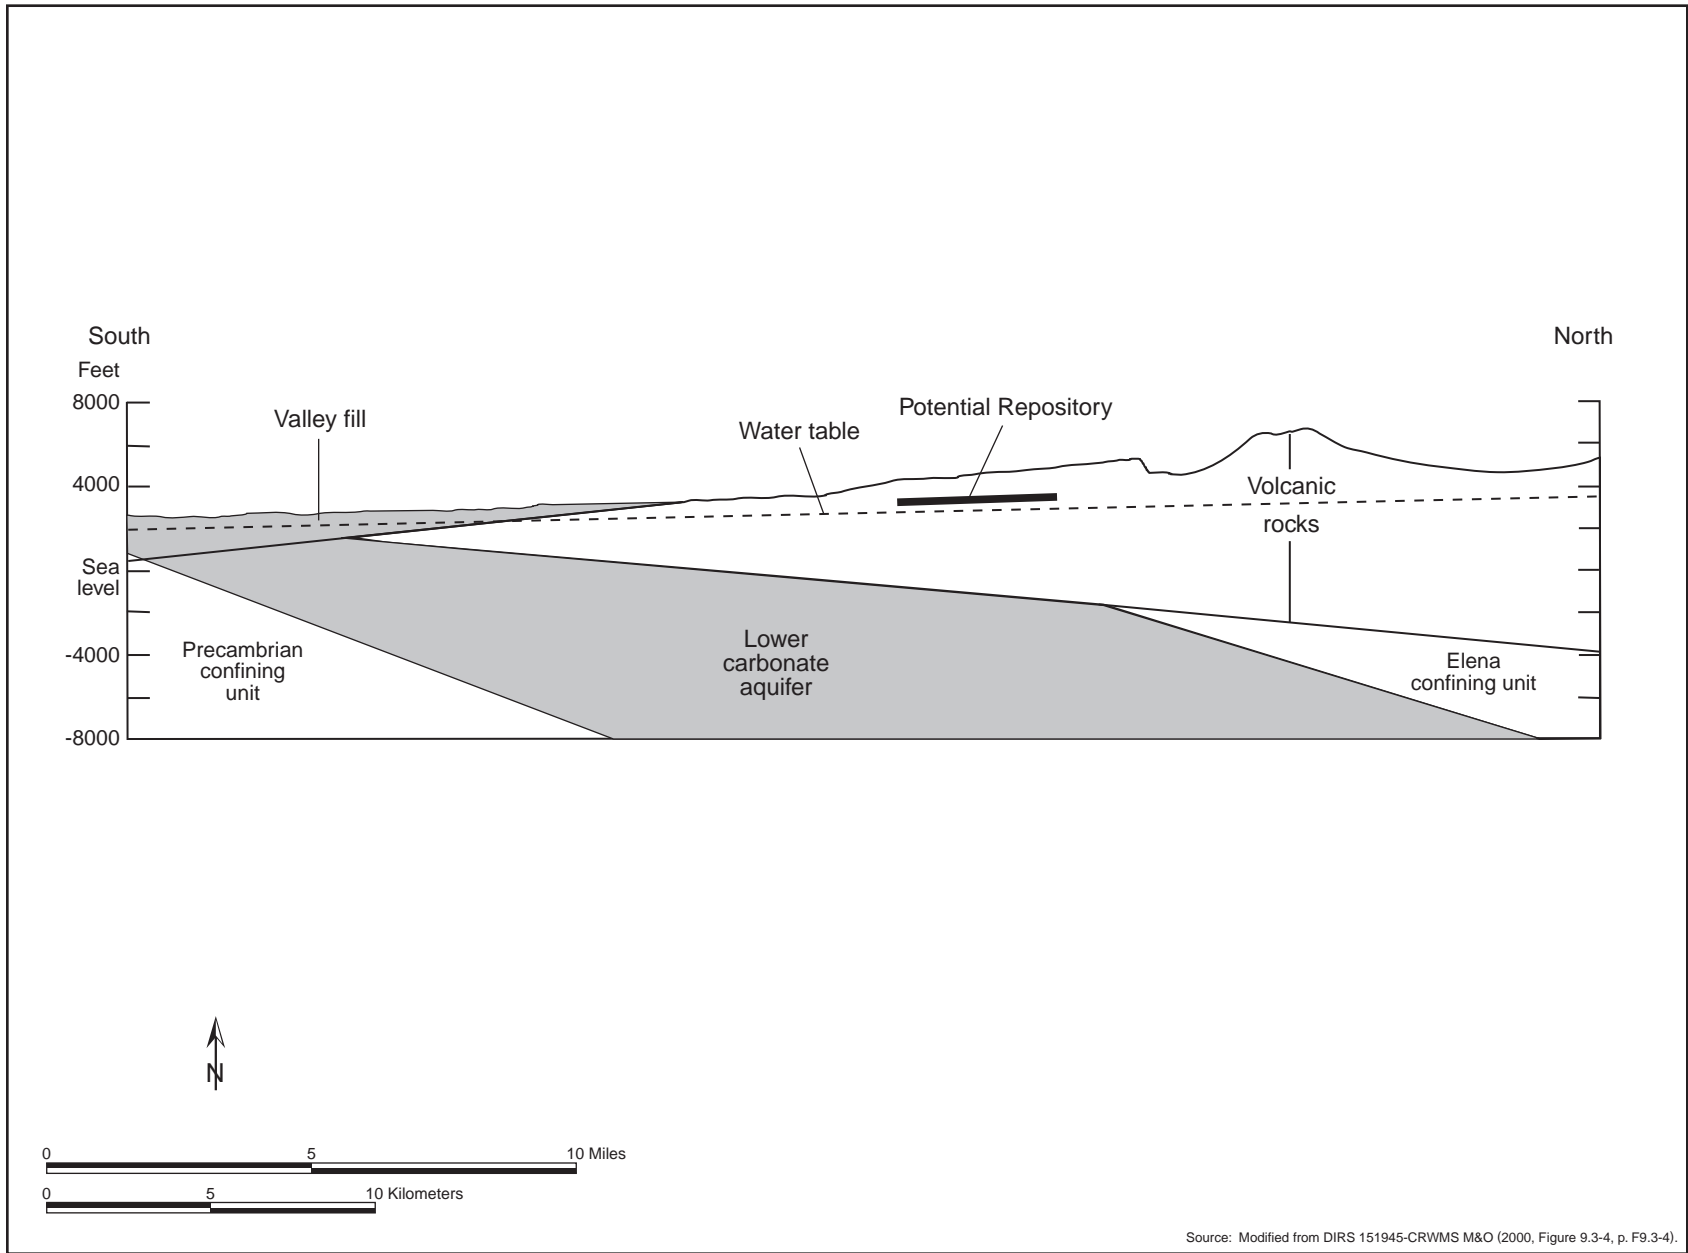 South
North
Feet
8000
4000
Sea
level
-4000
-8000
Valley fill
Water table
Potential Repository
Volcanic
rocks
Precambrian
confining
unit
Lower
carbonate
aquifer
Elena
confining unit
N
0
5
10 Miles
0
5
10 Kilometers
Source: Modified from DIRS 151945-CRWMS M&O (2000, Figure 9.3-4, p. F9.3-4).